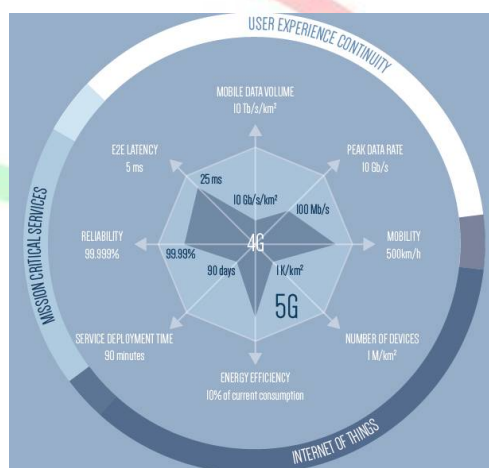 USER EXPERIENCE CONTINUITY
MOBILE DATA VOLUME
10 Tb/s/km²
E2E LATENCY
5 ms
PEAK DATA RATE
10 Gb/s
25 ms
10 Gb/s/km²
100 Mb/s
RELIABILITY
99.999%
99.99%
4G
MOBILITY
500km/h
90 days
1 K/km²
5G
SERVICE DEPLOYMENT TIME
90 minutes
NUMBER OF DEVICES
1 M/km²
ENERGY EFFICIENCY
10% of current consumption
MISSION CRITICAL SERVICES
INTERNET OF THINGS